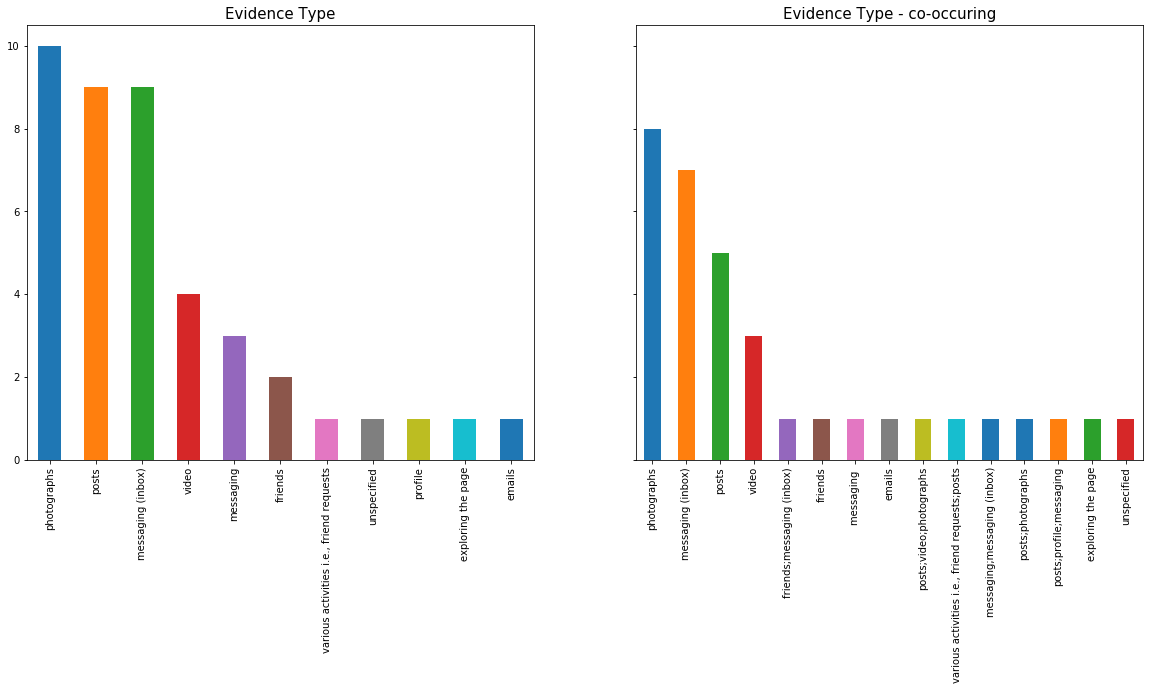 Evidence Type
10
8
6
4
2
0
photographs
posts
messaging (inbox)
video
messaging
friends
various activities i.e., friend requests
unspecified
profile
exploring the page
emails
Evidence Type - co-occuring
photographs
messaging (inbox)
posts
video
friends;messaging (inbox)
friends
messaging
emails
posts;video;photographs
various activities i.e., friend requests;posts
messaging;messaging (inbox)
posts;photographs
posts;profile;messaging
exploring the page
unspecified